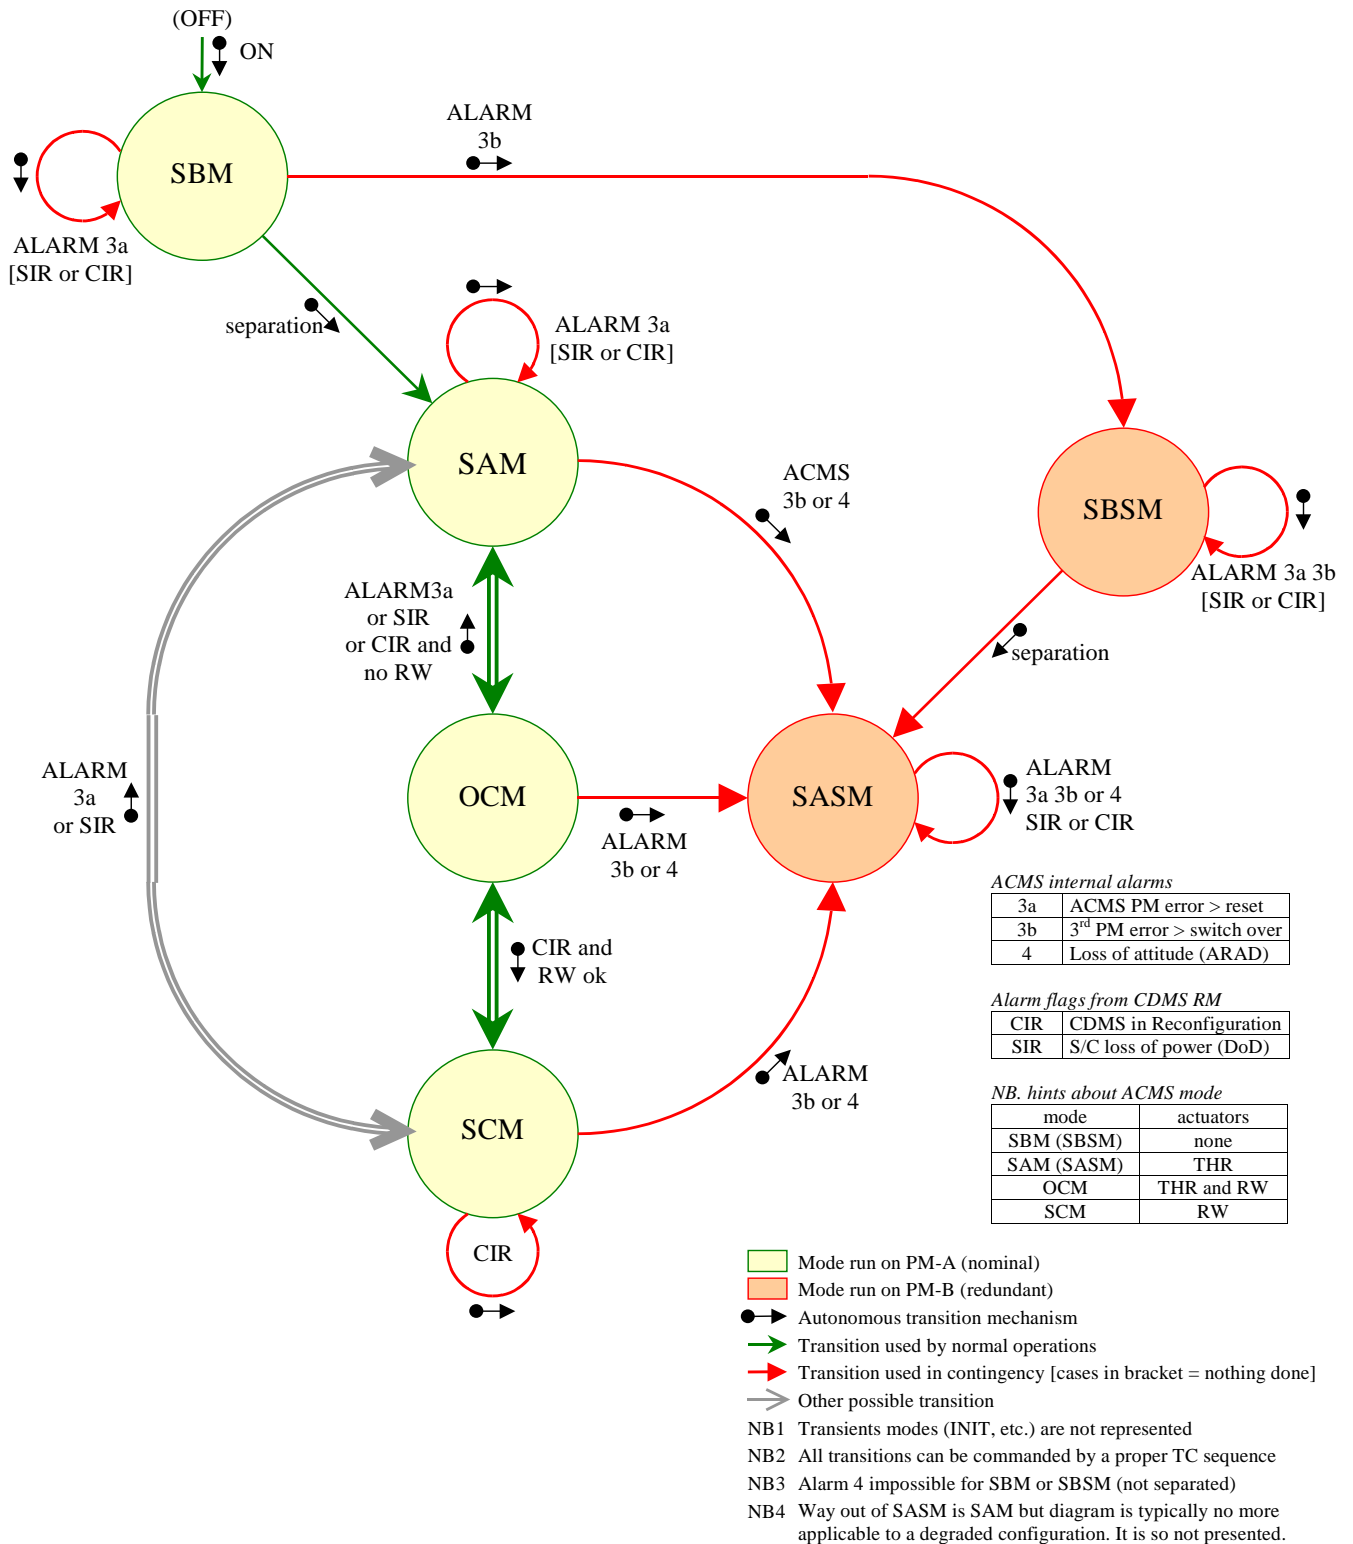 (OFF)
ON
SBM
ALARM
3b
ALARM 3a
[SIR or CIR]
separation
ALARM 3a
[SIR or CIR]
SAM
ACMS
3b or 4
SBSM
ALARM 3a 3b
[SIR or CIR]
ALARM3a
or SIR
or CIR and
no RW
separation
ALARM
3a
or SIR
OCM
ALARM
3b or 4
SASM
ALARM
3a 3b or 4
SIR or CIR
CIR and
RW ok
ALARM
3b or 4
SCM
CIR
ACMS internal alarms
3a ACMS PM error > reset
3b 3rd PM error > switch over
4 Loss of attitude (ARAD)
Alarm flags from CDMS RM
CIR CDMS in Reconfiguration
SIR S/C loss of power (DoD)
NB. hints about ACMS mode
mode actuators
SBM (SBSM) none
SAM (SASM) THR
OCM THR and RW
SCM RW
Mode run on PM-A (nominal)
Mode run on PM-B (redundant)
Autonomous transition mechanism
Transition used by normal operations
Transition used in contingency [cases in bracket = nothing done]
Other possible transition
NB1 Transients modes (INIT, etc.) are not represented
NB2 All transitions can be commanded by a proper TC sequence
NB3 Alarm 4 impossible for SBM or SBSM (not separated)
NB4 Way out of SASM is SAM but diagram is typically no more
applicable to a degraded configuration. It is so not presented.